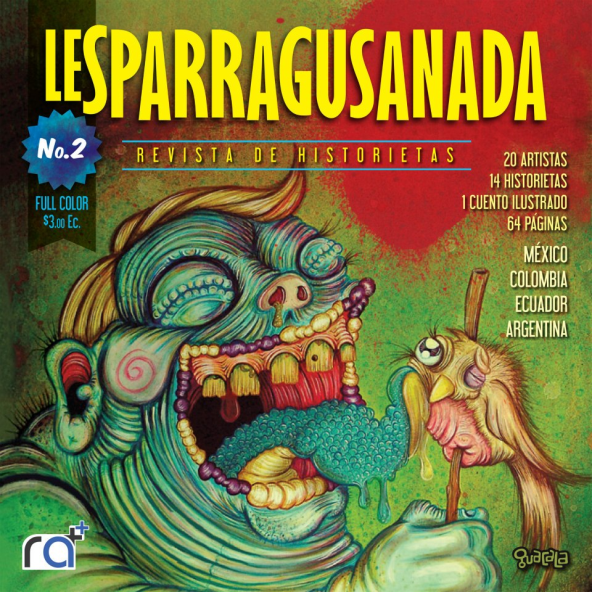 LESPARRAGUSANADA
No.2
REVISTA DE HISTORIETAS
FULL COLOR
$3.00 Ec.
20 ARTISTAS
14 HISTORIETAS
1 CUENTO ILUSTRADO
64 PÁGINAS
MÉXICO
COLOMBIA
ECUADOR
ARGENTINA
ra++
guacala